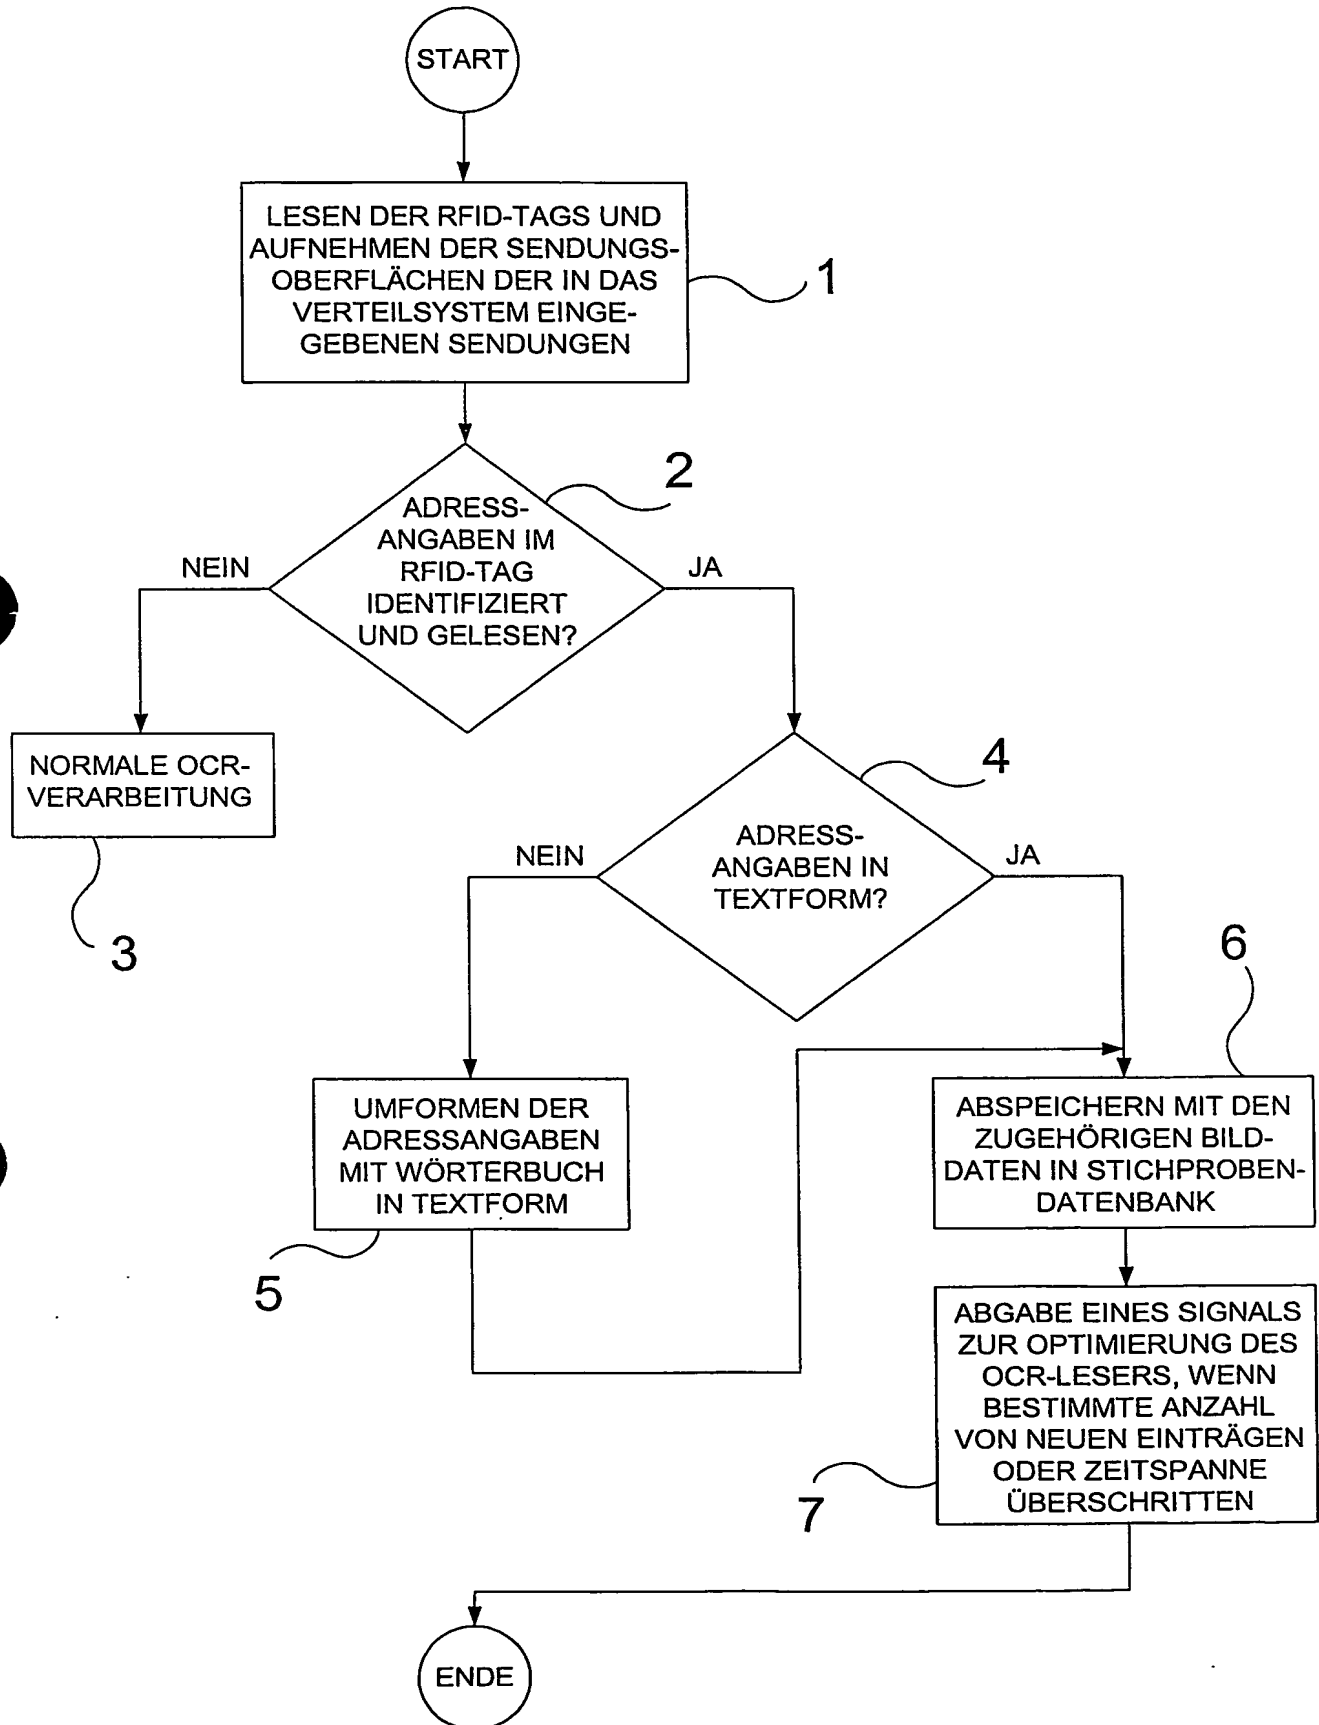 START
LESEN DER RFID-TAGS UND
AUFNEHMEN DER SENDUNGS-
OBERFLÄCHEN DER IN DAS
VERTEILSYSTEM EINGE-
GEBENEN SENDUNGEN
1
2
ADRESS-
ANGABEN IM
RFID-TAG
IDENTIFIZIERT
UND GELESEN?
NEIN
JA
NORMALE OCR-
VERARBEITUNG
3
4
ADRESS-
ANGABEN IN
TEXTFORM?
NEIN
JA
UMFORMEN DER
ADRESSANGABEN
MIT WÖRTERBUCH
IN TEXTFORM
5
6
ABSPEICHERN MIT DEN
ZUGEHÖRIGEN BILD-
DATEN IN STICHPROBEN-
DATENBANK
ABGABE EINES SIGNALS
ZUR OPTIMIERUNG DES
OCR-LESERS, WENN
BESTIMMTE ANZAHL
VON NEUEN EINTRÄGEN
ODER ZEITSPANNE
ÜBERSCHRITTEN
7
ENDE